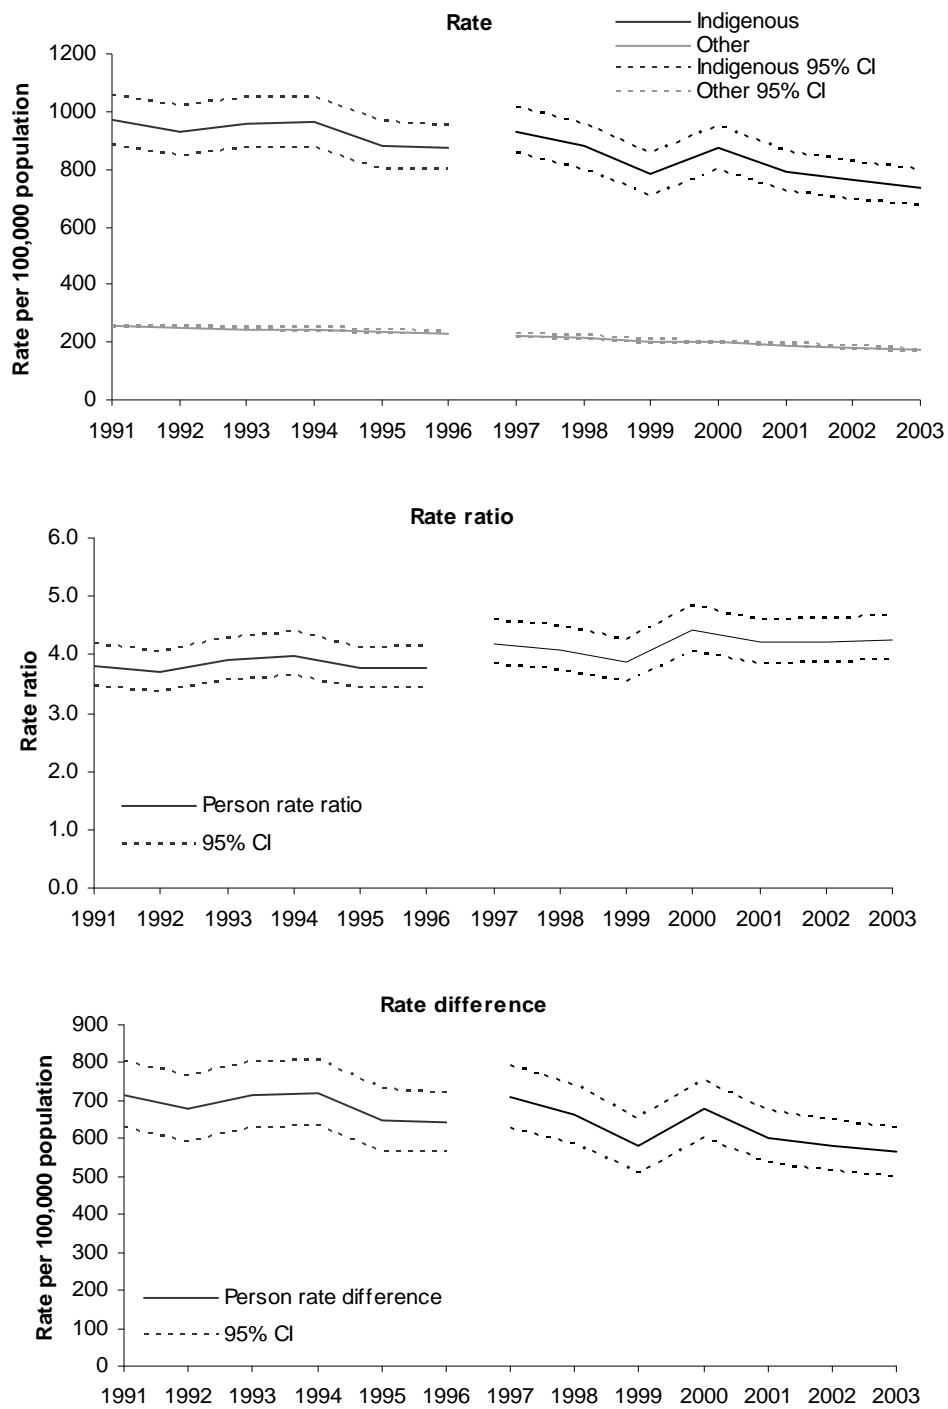 Rate
Indigenous
Other
Indigenous 95% CI
Other 95% CI
Rate per 100,000 population
1200
1000
800
600
400
200
0
1991 1992 1993 1994 1995 1996 1997 1998 1999 2000 2001 2002 2003
Rate ratio
Rate ratio
6.0
5.0
4.0
3.0
2.0
1.0
0.0
Person rate ratio
95% CI
1991 1992 1993 1994 1995 1996 1997 1998 1999 2000 2001 2002 2003
Rate difference
Rate per 100,000 population
900
800
700
600
500
400
300
200
100
0
Person rate difference
95% CI
1991 1992 1993 1994 1995 1996 1997 1998 1999 2000 2001 2002 2003